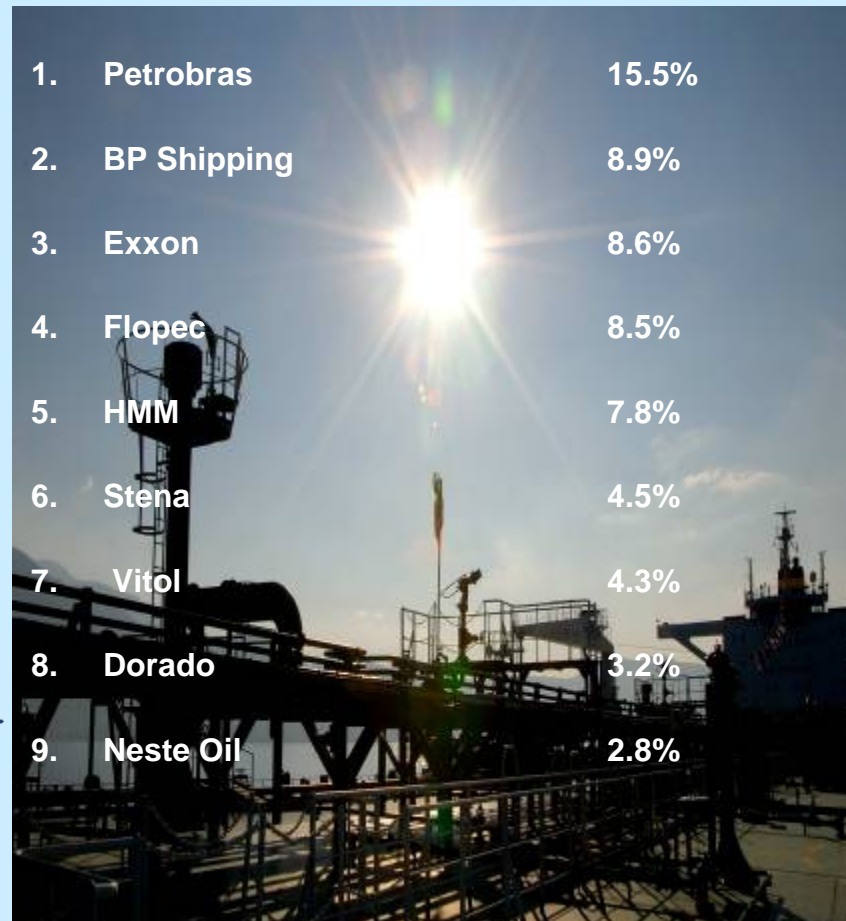 1. Petrobras 15.5%
2. BP Shipping 8.9%
3. Exxon 8.6%
4. Flopec 8.5%
5. HMM 7.8%
6. Stena 4.5%
7. Vitol 4.3%
8. Dorado 3.2%
9. Neste Oil 2.8%